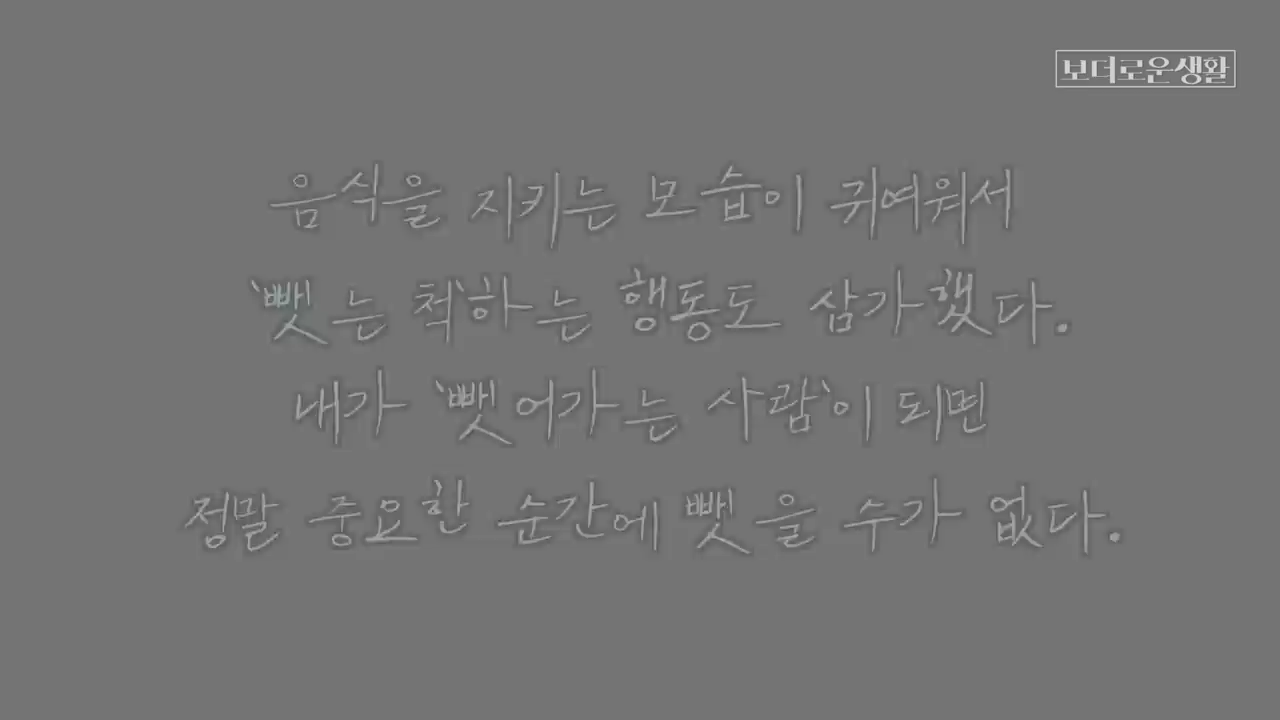 보더로운생활
음식을 지키는 모습이 귀여워서
'뺏는 척'하는 행동도 삼가했다.
내가 '뺏어가는 사람'이 되면
정말 중요한 순간에 뺏을 수가 없다.